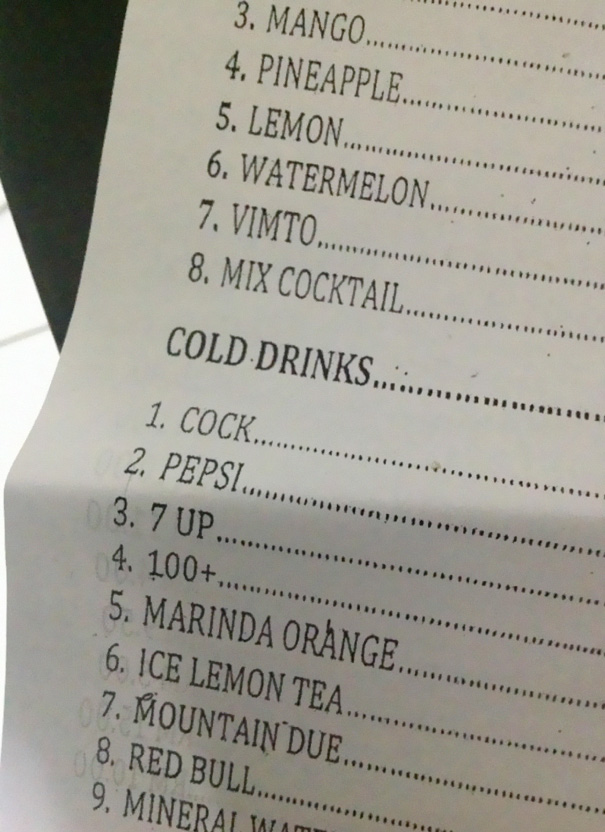 3. MANGO
4. PINEAPPLE
5. LEMON
6. WATERMELON
7. VIMTO
8. MIX COCKTAIL
COLD DRINKS
1. COCK
2. PEPSI
3. 7 UP
4. 100+
5. MARINDA ORANGE
6. ICE LEMON TEA
7. MOUNTAIN DUE
8. RED BULL
9. MINERAL